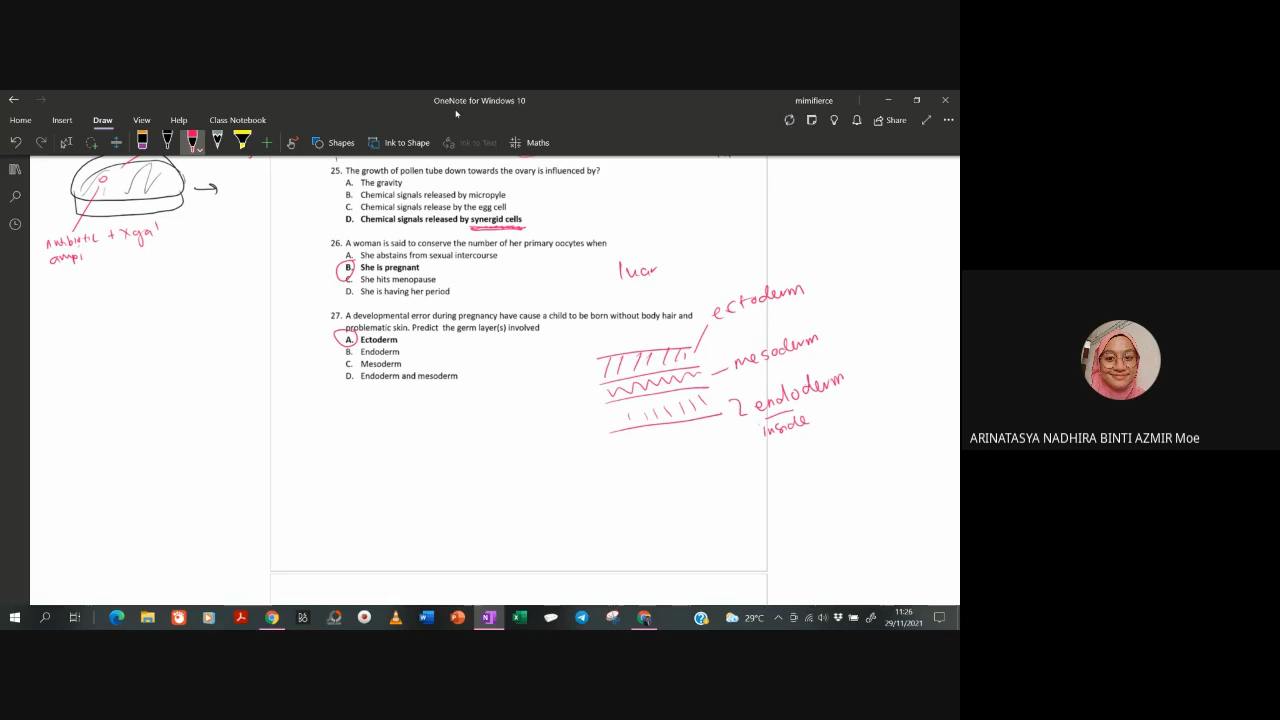 OneNote for Windows 10
mimifierce
Home
Insert
Draw
View
Help
Class Notebook
Share
Shapes
Ink to Shape
Ink to Text
Maths
25. The growth of pollen tube down towards the ovary is influenced by?
A. The gravity
B. Chemical signals released by micropyle
C. Chemical signals release by the egg cell
D. Chemical signals released by synergid cells
Antibiotic + Xgal
ampi
26. A woman is said to conserve the number of her primary oocytes when
A. She abstains from sexual intercourse
B. She is pregnant
C. She hits menopause
D. She is having her period
luar
27. A developmental error during pregnancy have cause a child to be born without body hair and
problematic skin. Predict the germ layer(s) involved
A. Ectoderm
B. Endoderm
C. Mesoderm
D. Endoderm and mesoderm
ectoderm
mesoderm
endoderm
inside
ARINATASYA NADHIRA BINTI AZMIR Moe
29°C
11:26
29/11/2021